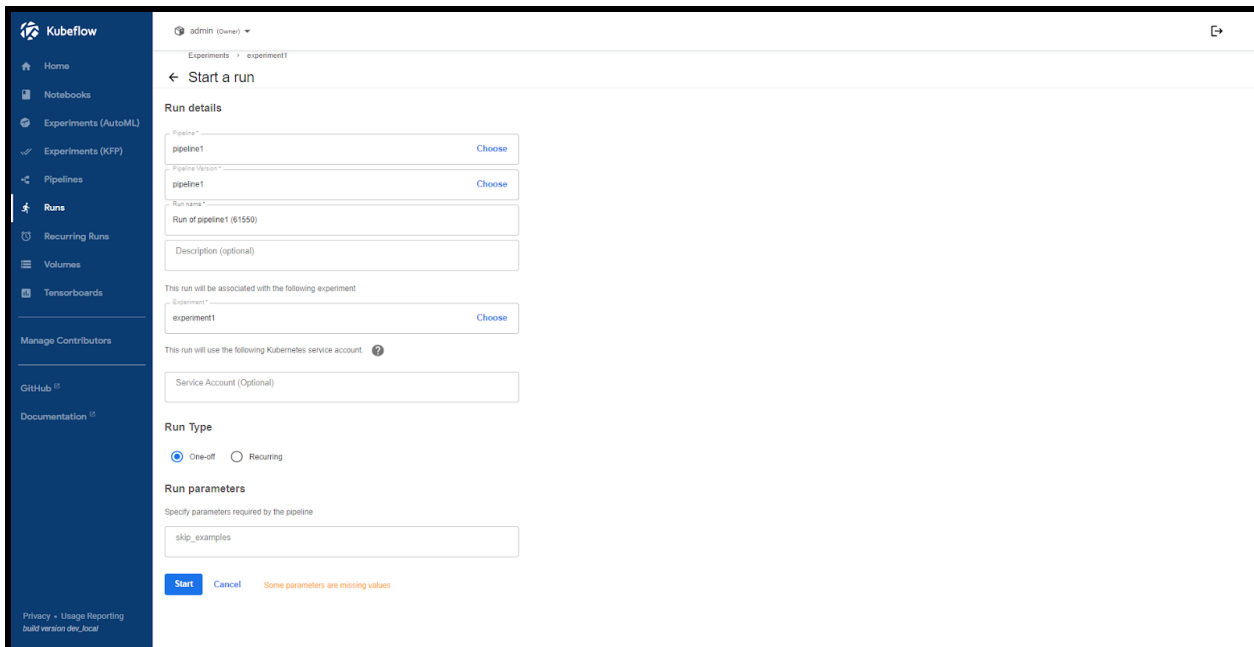 Kubeflow
Home
Notebooks
Experiments (AutoML)
Experiments (KFP)
Pipelines
Runs
Recurring Runs
Volumes
Tensorboards
Manage Contributors
GitHub
Documentation
Privacy • Usage Reporting
build version dev_local
admin (Owner)
Experiments › experiment1
Start a run
Run details
Pipeline *
pipeline1 Choose
Pipeline Version *
pipeline1 Choose
Run name *
Run of pipeline1 (61550)
Description (optional)
This run will be associated with the following experiment
Experiment *
experiment1 Choose
This run will use the following Kubernetes service account. ?
Service Account (Optional)
Run Type
One-off Recurring
Run parameters
Specify parameters required by the pipeline
skip_examples
Start Cancel Some parameters are missing values